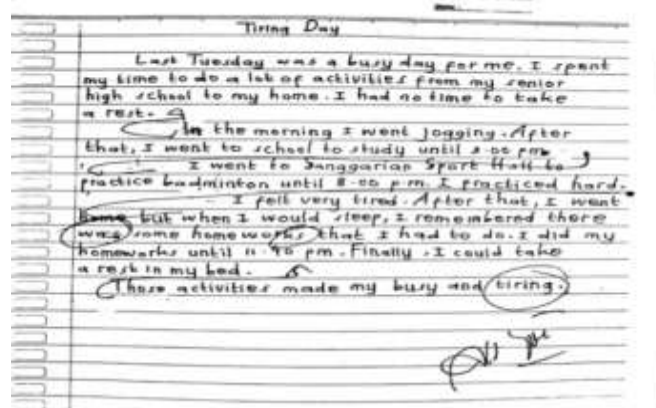 Tiring Day
Last Tuesday was a busy day for me. I spent
my time to do a lot of activities from my senior
high school to my home. I had no time to take
a rest.
In the morning I went jogging. After
that, I went to school to study until pm
I went to Sanggarian Sport Hall to
practice badminton until 8.00 p.m. I practiced hard.
I felt very tired. After that, I went
home but when I would sleep, I remembered there
was some homeworks that I had to do. I did my
homeworks until pm. Finally, I could take
a rest in my bed.
Those activities made my busy and tiring.